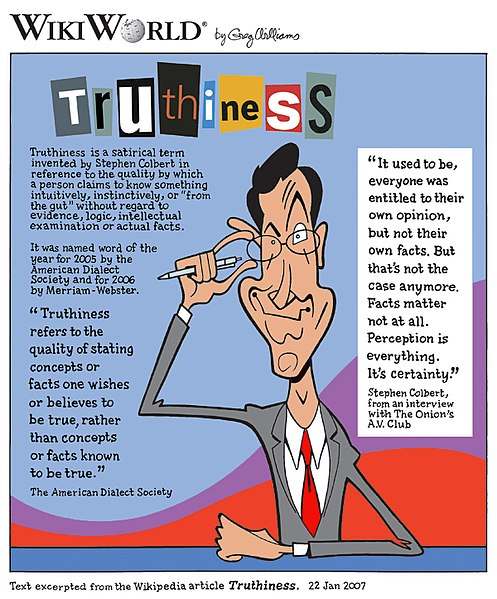 WIKIWORLD® by Greg Williams
Truthiness
Truthiness is a satirical term
invented by Stephen Colbert in
reference to the quality by which
a person claims to know something
intuitively, instinctively, or “from
the gut” without regard to
evidence, logic, intellectual
examination or actual facts.
It was named word of the
year for 2005 by the
American Dialect
Society and for 2006
by Merriam-Webster.
“Truthiness
refers to the
quality of stating
concepts or
facts one wishes
or believes to
be true, rather
than concepts
or facts known
to be true.”
The American Dialect Society
“It used to be,
everyone was
entitled to their
own opinion,
but not their
own facts. But
that's not the
case anymore.
Facts matter
not at all.
Perception is
everything.
It's certainty.”
Stephen Colbert,
from an interview
with The Onion's
A.V. Club
Text excerpted from the Wikipedia article Truthiness. 22 Jan 2007